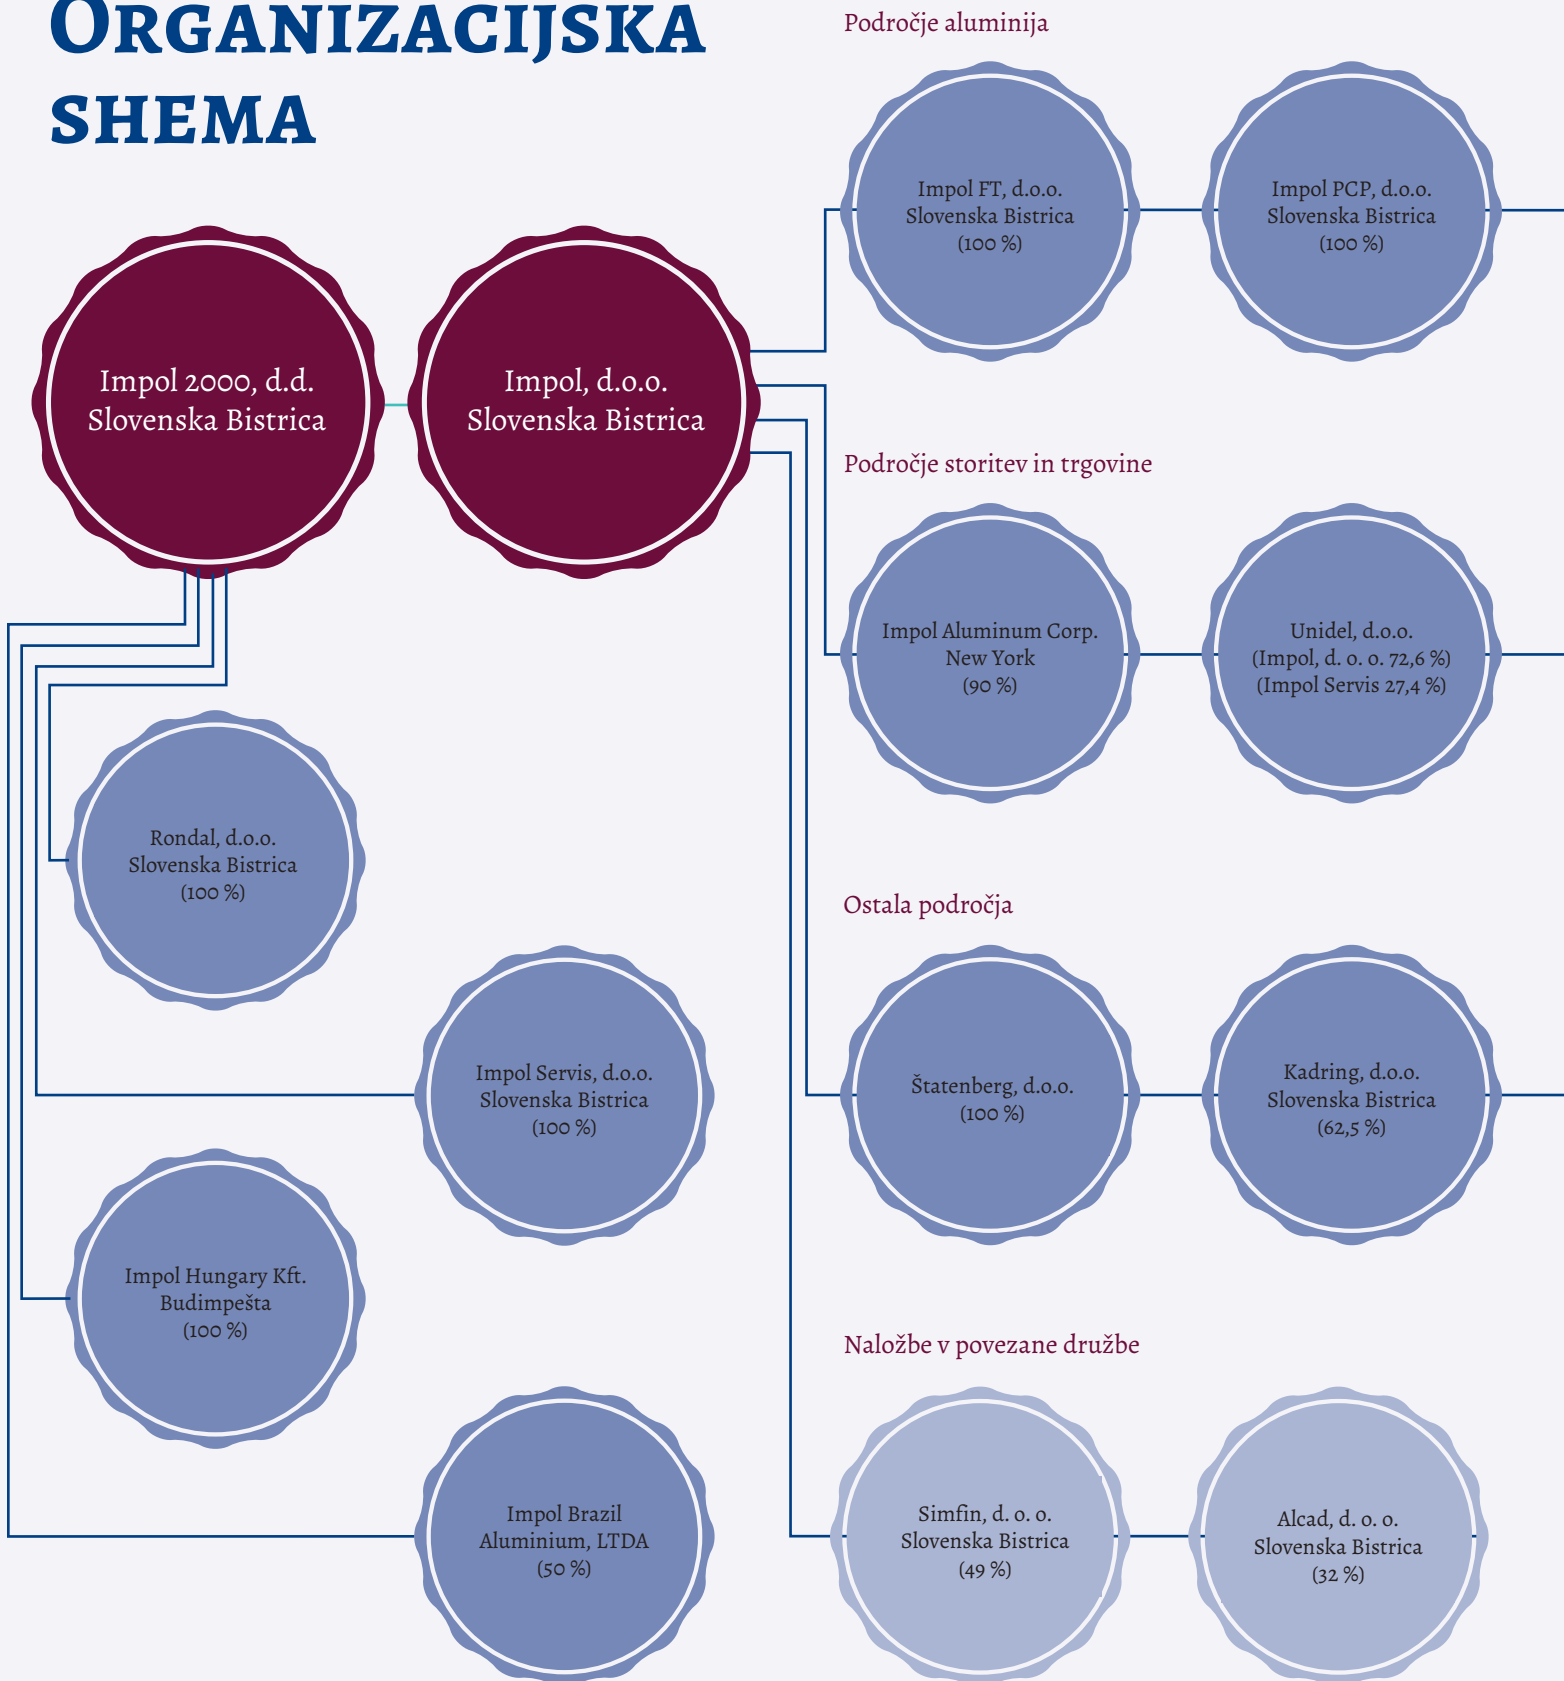 Organizacijska
shema
Impol 2000, d.d.
Slovenska Bistrica
Impol, d.o.o.
Slovenska Bistrica
Rondal, d.o.o.
Slovenska Bistrica
(100 %)
Impol Servis, d.o.o.
Slovenska Bistrica
(100 %)
Impol Hungary Kft.
Budimpešta
(100 %)
Impol Brazil
Aluminium, LTDA
(50 %)
Področje aluminija
Impol FT, d.o.o.
Slovenska Bistrica
(100 %)
Impol PCP, d.o.o.
Slovenska Bistrica
(100 %)
Področje storitev in trgovine
Impol Aluminum Corp.
New York
(90 %)
Unidel, d.o.o.
(Impol, d. o. o. 72,6 %)
(Impol Servis 27,4 %)
Ostala področja
Štatenberg, d.o.o.
(100 %)
Kadring, d.o.o.
Slovenska Bistrica
(62,5 %)
Naložbe v povezane družbe
Simfin, d. o. o.
Slovenska Bistrica
(49 %)
Alcad, d. o. o.
Slovenska Bistrica
(32 %)